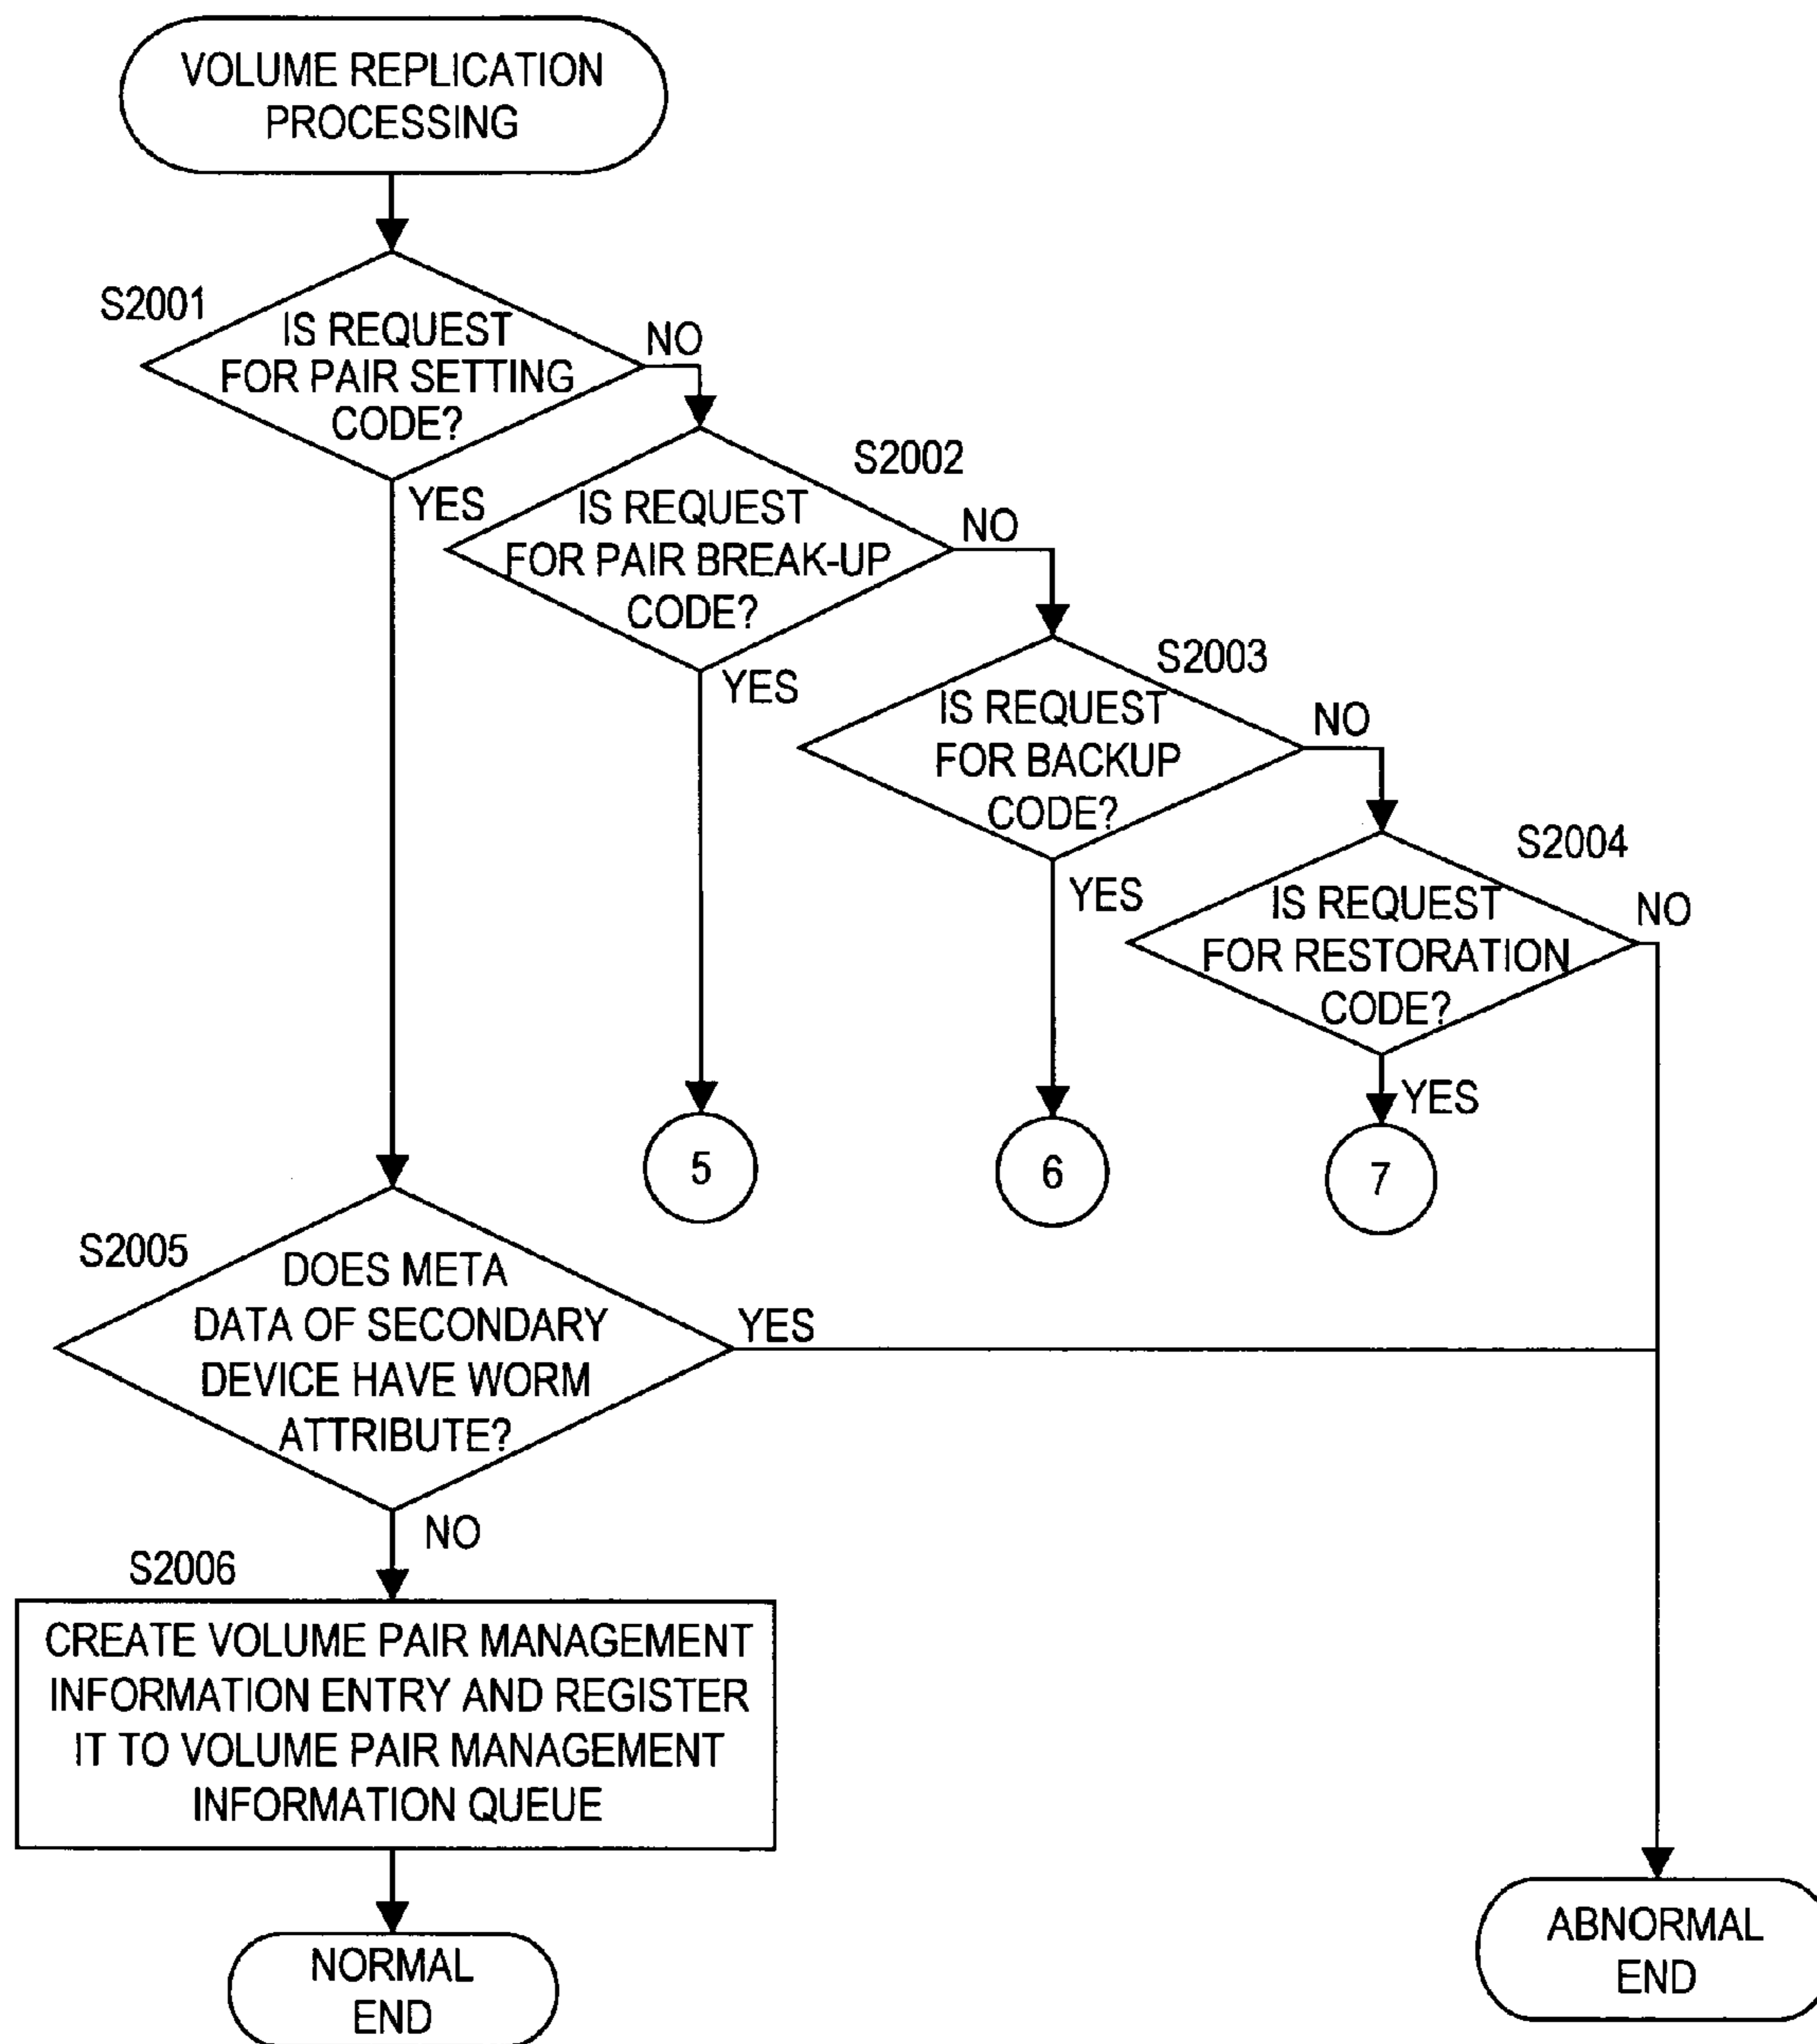 VOLUME REPLICATION
PROCESSING
S2001
IS REQUEST
FOR PAIR SETTING
CODE?
NO
YES
S2002
IS REQUEST
FOR PAIR BREAK-UP
CODE?
NO
YES
S2003
IS REQUEST
FOR BACKUP
CODE?
NO
YES
S2004
IS REQUEST
FOR RESTORATION
CODE?
NO
YES
5
6
7
S2005
DOES META
DATA OF SECONDARY
DEVICE HAVE WORM
ATTRIBUTE?
YES
NO
S2006
CREATE VOLUME PAIR MANAGEMENT
INFORMATION ENTRY AND REGISTER
IT TO VOLUME PAIR MANAGEMENT
INFORMATION QUEUE
NORMAL
END
ABNORMAL
END